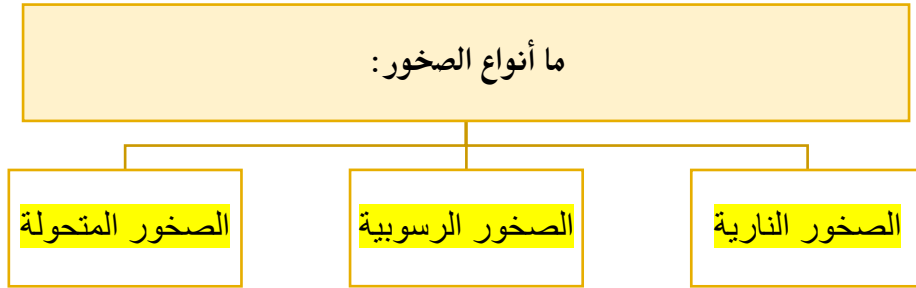 ما أنواع الصخور:
الصخور النارية
الصخور الرسوبية
الصخور المتحولة